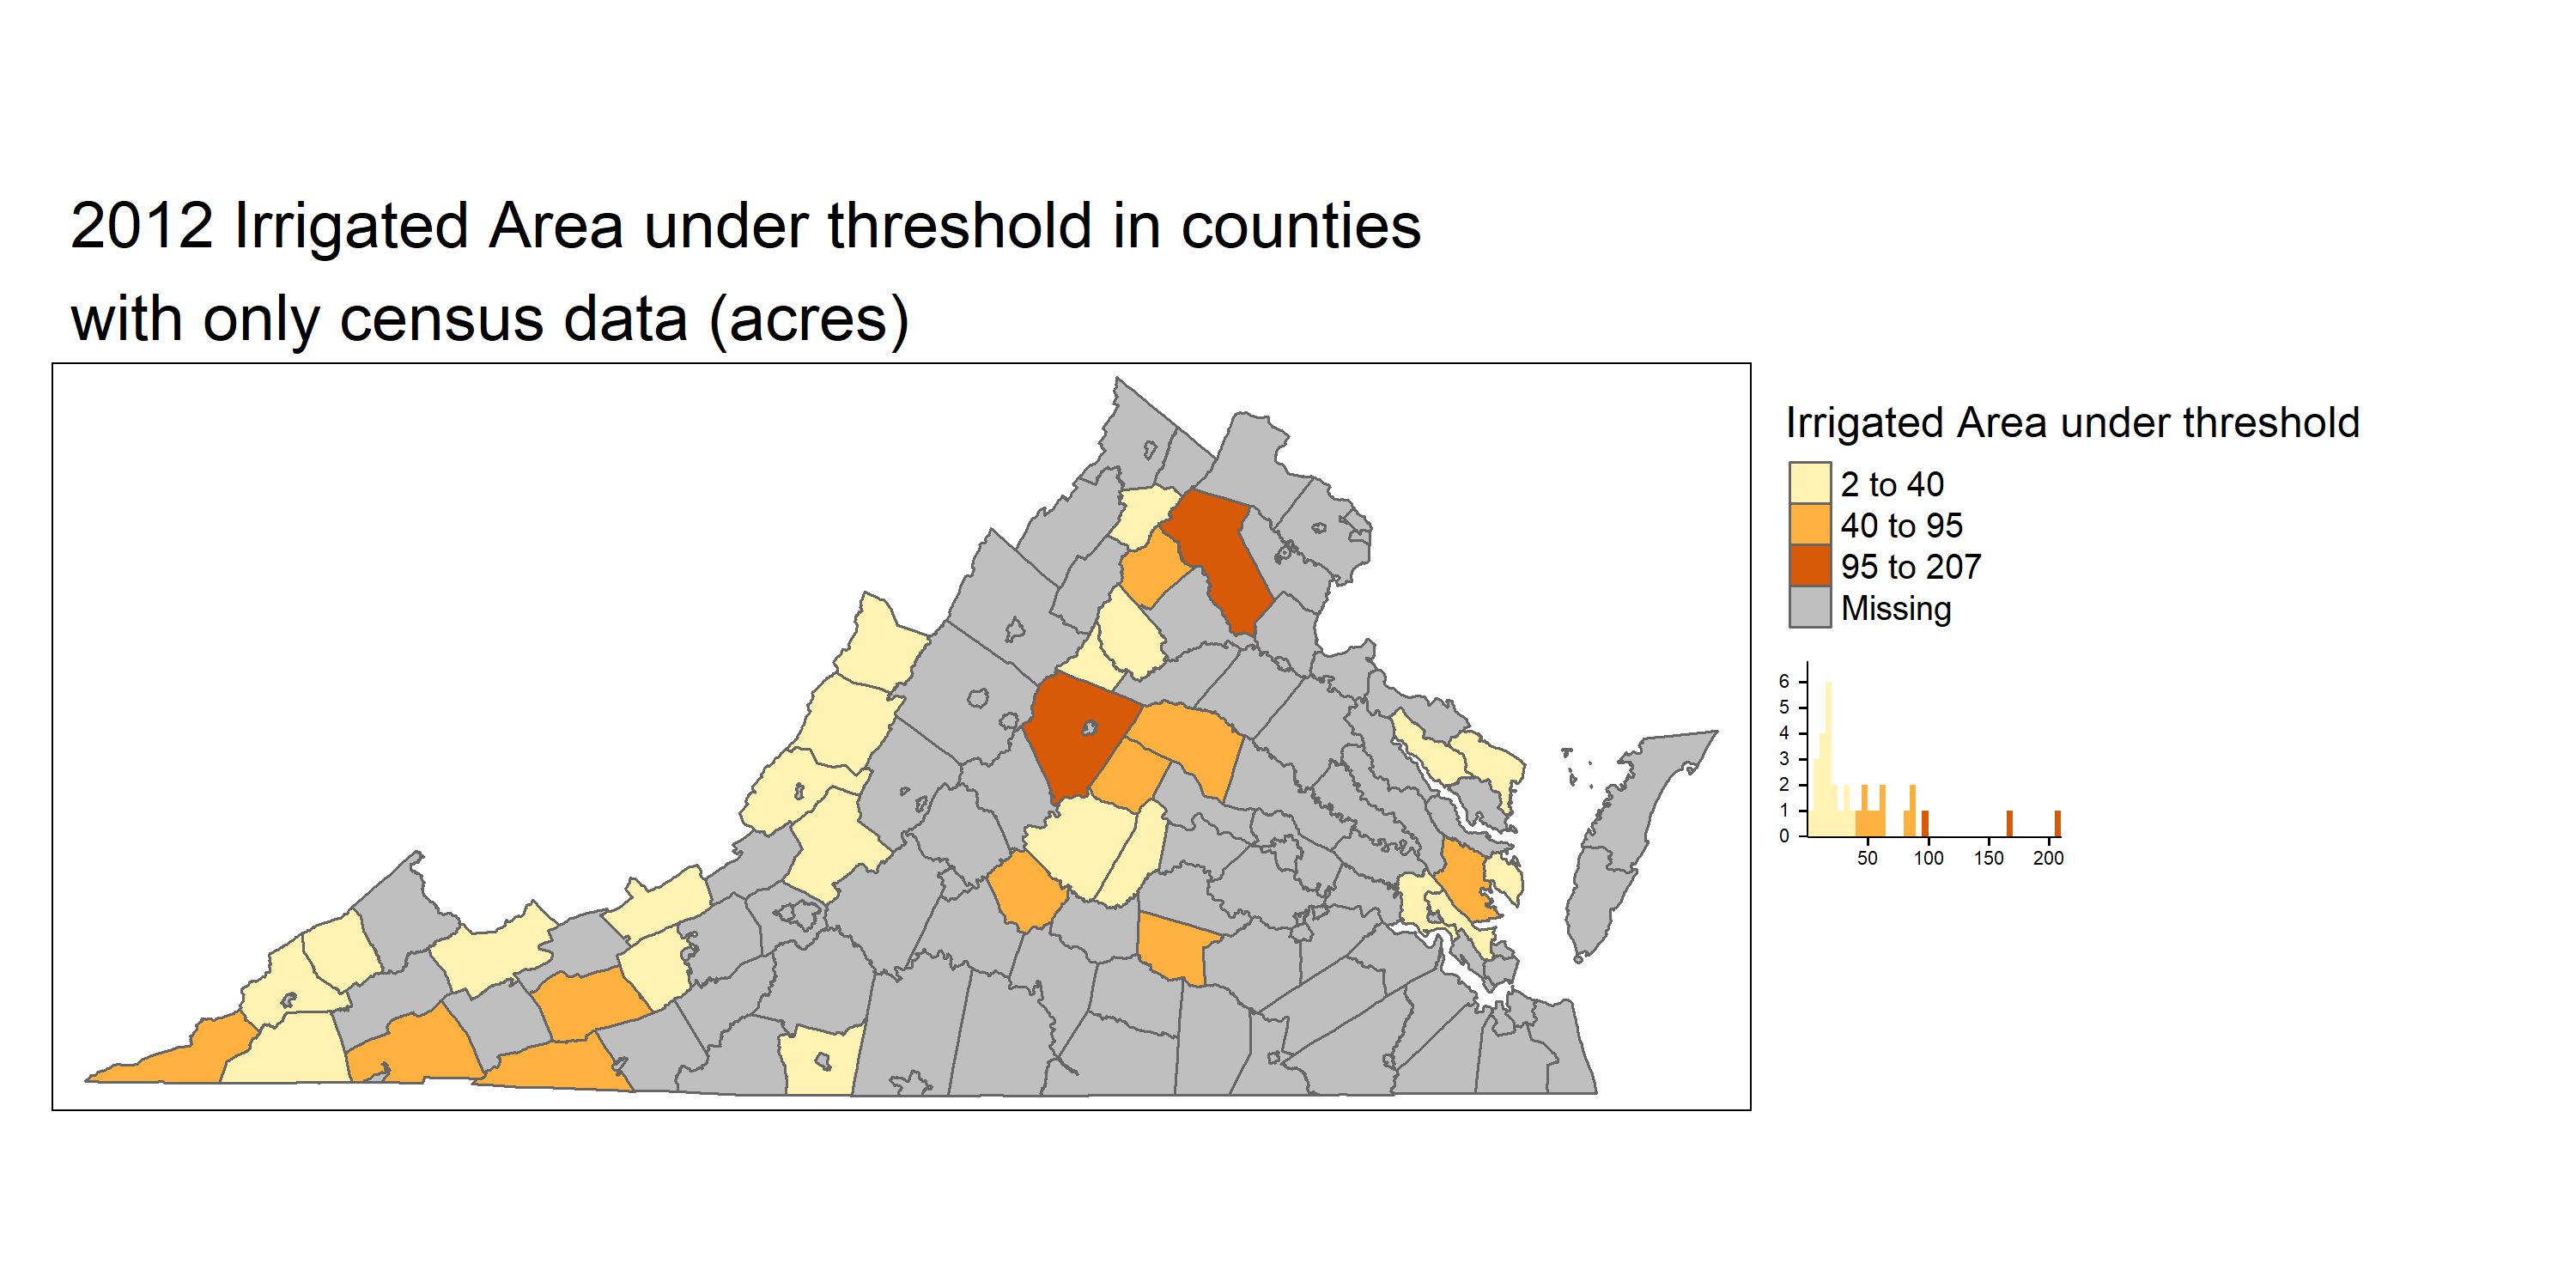 2012 Irrigated Area under threshold in counties
with only census data (acres)
Irrigated Area under threshold
2 to 40
40 to 95
95 to 207
Missing
6
5
4
3
2
1
0
50 100 150 200